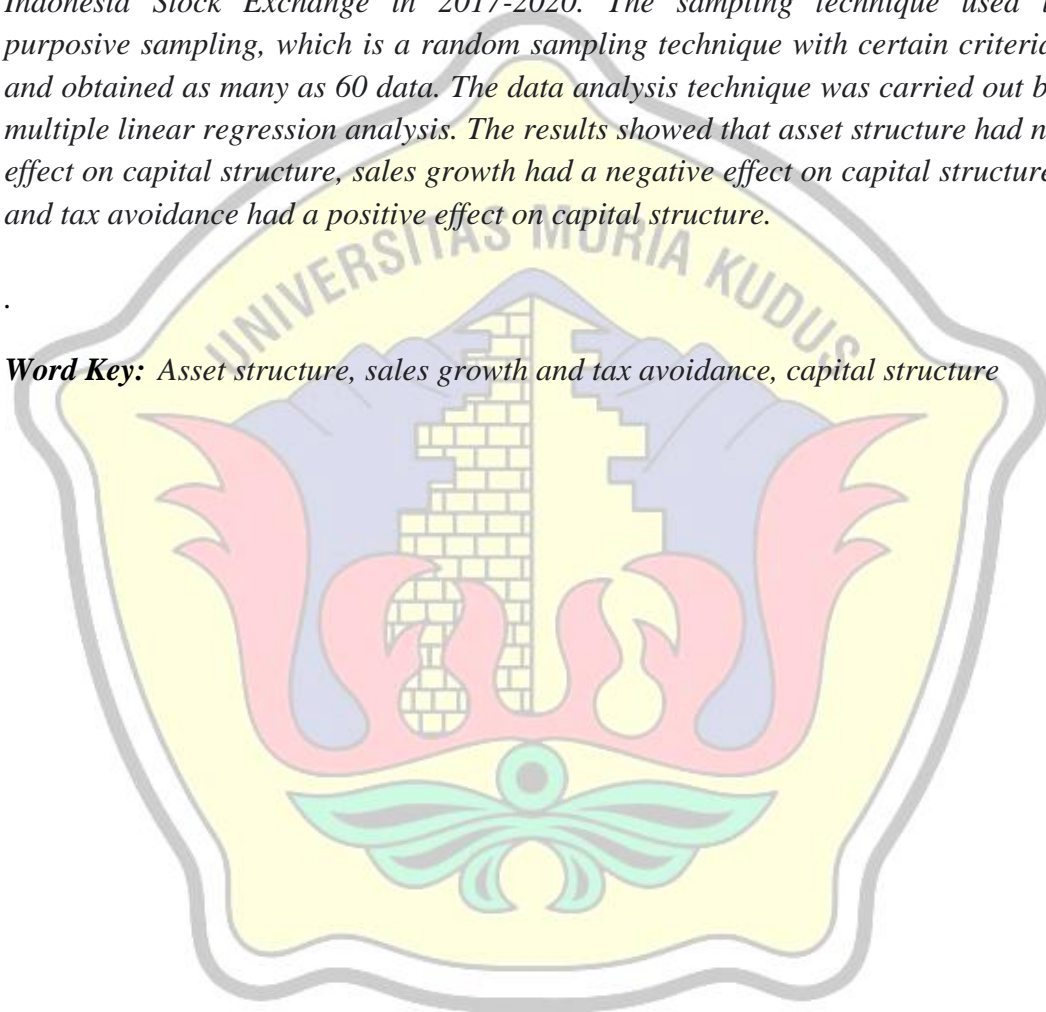 Indonesia Stock Exchange in 2017-2020. The sampling technique used
purposive sampling, which is a random sampling technique with certain criteria
and obtained as many as 60 data. The data analysis technique was carried out b
multiple linear regression analysis. The results showed that asset structure had n
effect on capital structure, sales growth had a negative effect on capital structure
and tax avoidance had a positive effect on capital structure.
UNIVERSITAS MURIA KUDUS
.
Word Key: Asset structure, sales growth and tax avoidance, capital structure